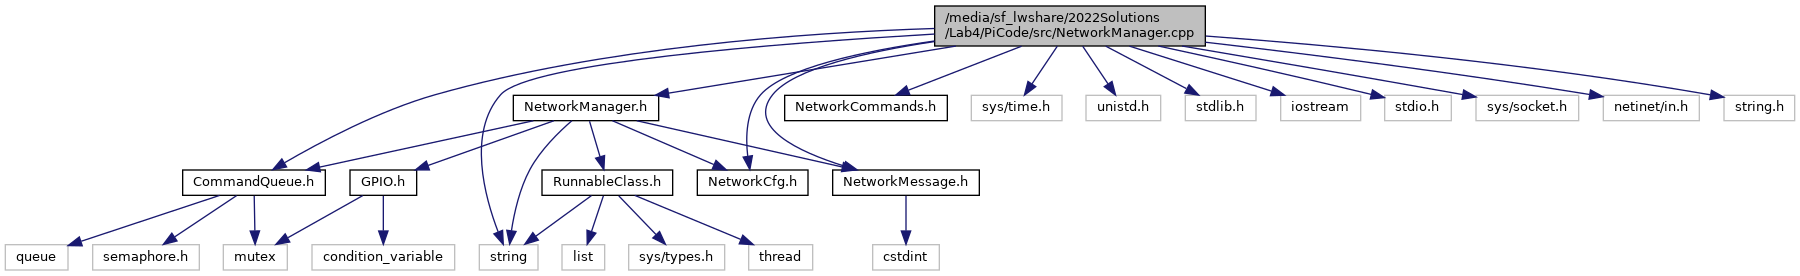 /media/sf_lwshare/2022Solutions
/Lab4/PiCode/src/NetworkManager.cpp
NetworkManager.h
NetworkCommands.h
sys/time.h
unistd.h
stdlib.h
iostream
stdio.h
sys/socket.h
netinet/in.h
string.h
CommandQueue.h
GPIO.h
RunnableClass.h
NetworkCfg.h
NetworkMessage.h
queue
semaphore.h
mutex
condition_variable
string
list
sys/types.h
thread
cstdint